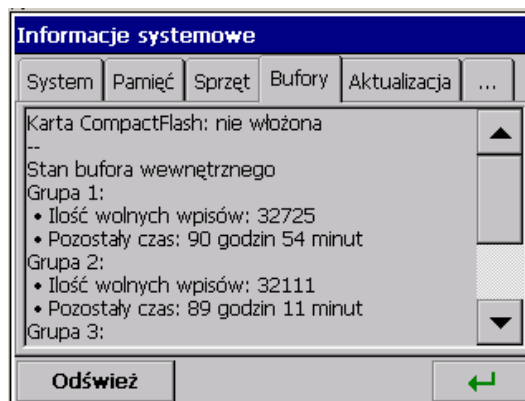 Informacje systemowe
System Pamięć Sprzęt Bufory Aktualizacja ...
Karta CompactFlash: nie włożona
--
Stan bufora wewnętrznego
Grupa 1:
• Ilość wolnych wpisów: 32725
• Pozostały czas: 90 godzin 54 minut
Grupa 2:
• Ilość wolnych wpisów: 32111
• Pozostały czas: 89 godzin 11 minut
Grupa 3:
Odśwież